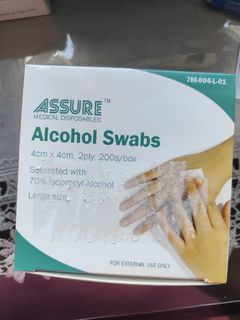 7M-004-L-01
ASSURE™
MEDICAL DISPOSABLES
Alcohol Swabs
4cm x 4cm, 2ply, 200s/box
Saturated with
70% Isopropyl Alcohol
Large size
FOR EXTERNAL USE ONLY